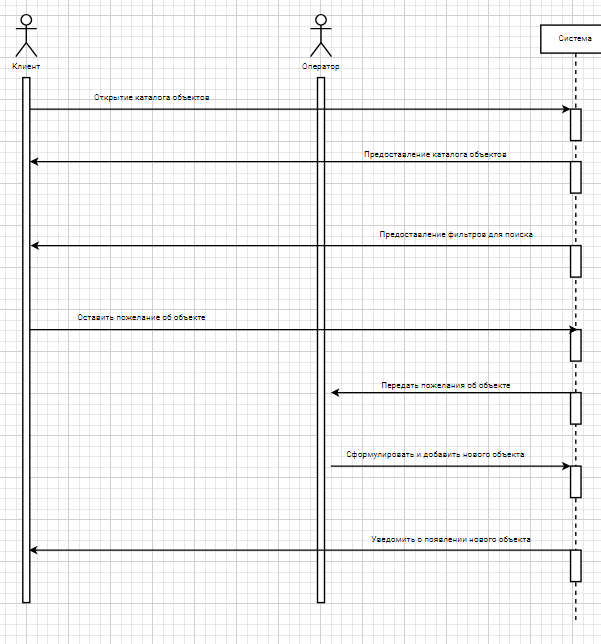 Клиент
Оператор
Система
Открытие каталога объектов
Предоставление каталога объектов
Предоставление фильтров для поиска
Оставить пожелание об объекте
Передать пожелания об объекте
Сформулировать и добавить нового объекта
Уведомить о появлении нового объекта